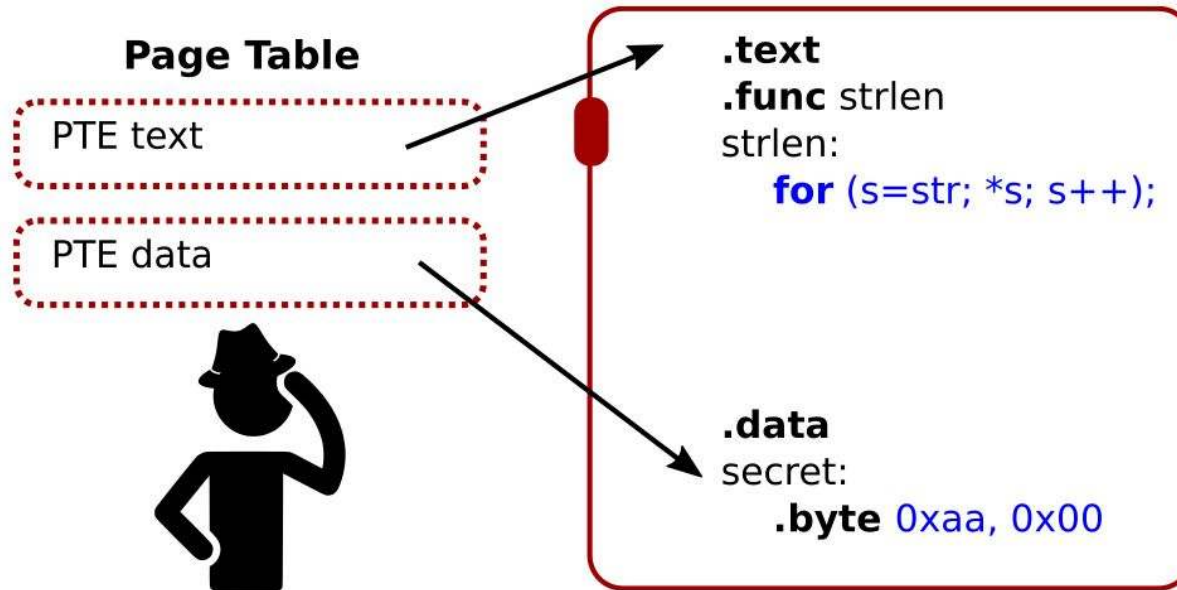 Page Table
PTE text
PTE data
.text
.func strlen
strlen:
for (s=str; *s; s++);
.data
secret:
.byte 0xaa, 0x00